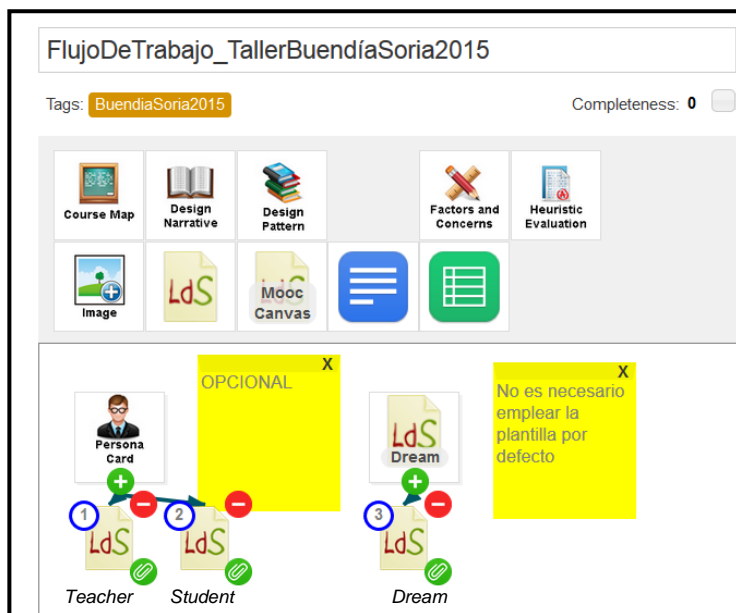 FlujoDeTrabajo_TallerBuendíaSoria2015
Tags: BuendiaSoria2015
Completeness: 0
Course Map
Design
Narrative
Design
Pattern
Factors and
Concerns
Heuristic
Evaluation
Image
LdS
LdS
Mooc
Canvas
X
OPCIONAL
X
No es necesario
emplear la
plantilla por
defecto
Persona
Card
LdS
Dream
1
LdS
2
LdS
3
LdS
Teacher
Student
Dream